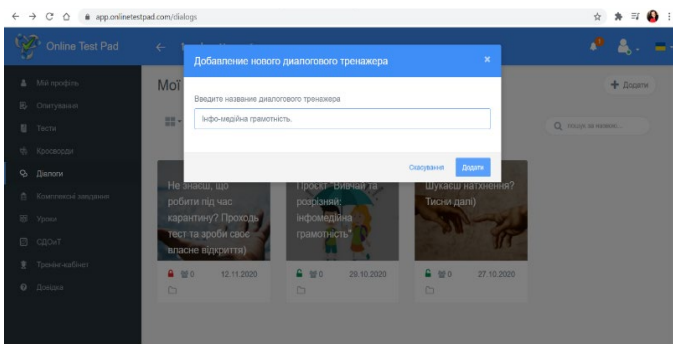 app.onlinetestpad.com/dialogs
Online Test Pad
Добавление нового диалогового тренажера
×
Мій профіль
Опитування
Тести
Кросворди
Діалоги
Комплексні завдання
Уроки
СДОіТ
Тренінг-кабінет
Довідка
Мої
+ Додати
Введите название диалогового тренажера
Інфо-медійна грамотність.
пошук за назвою...
Скасування
Додати
Не знаєш, що
робити під час
карантину? Проходь
тест та зроби своє
власне відкриття)
0 12.11.2020
Проєкт "Вивчай та
розрізняй:
інфомедійна
грамотність"
0 28.10.2020
Шукаєш натхнення?
Тисни далі)
0 27.10.2020